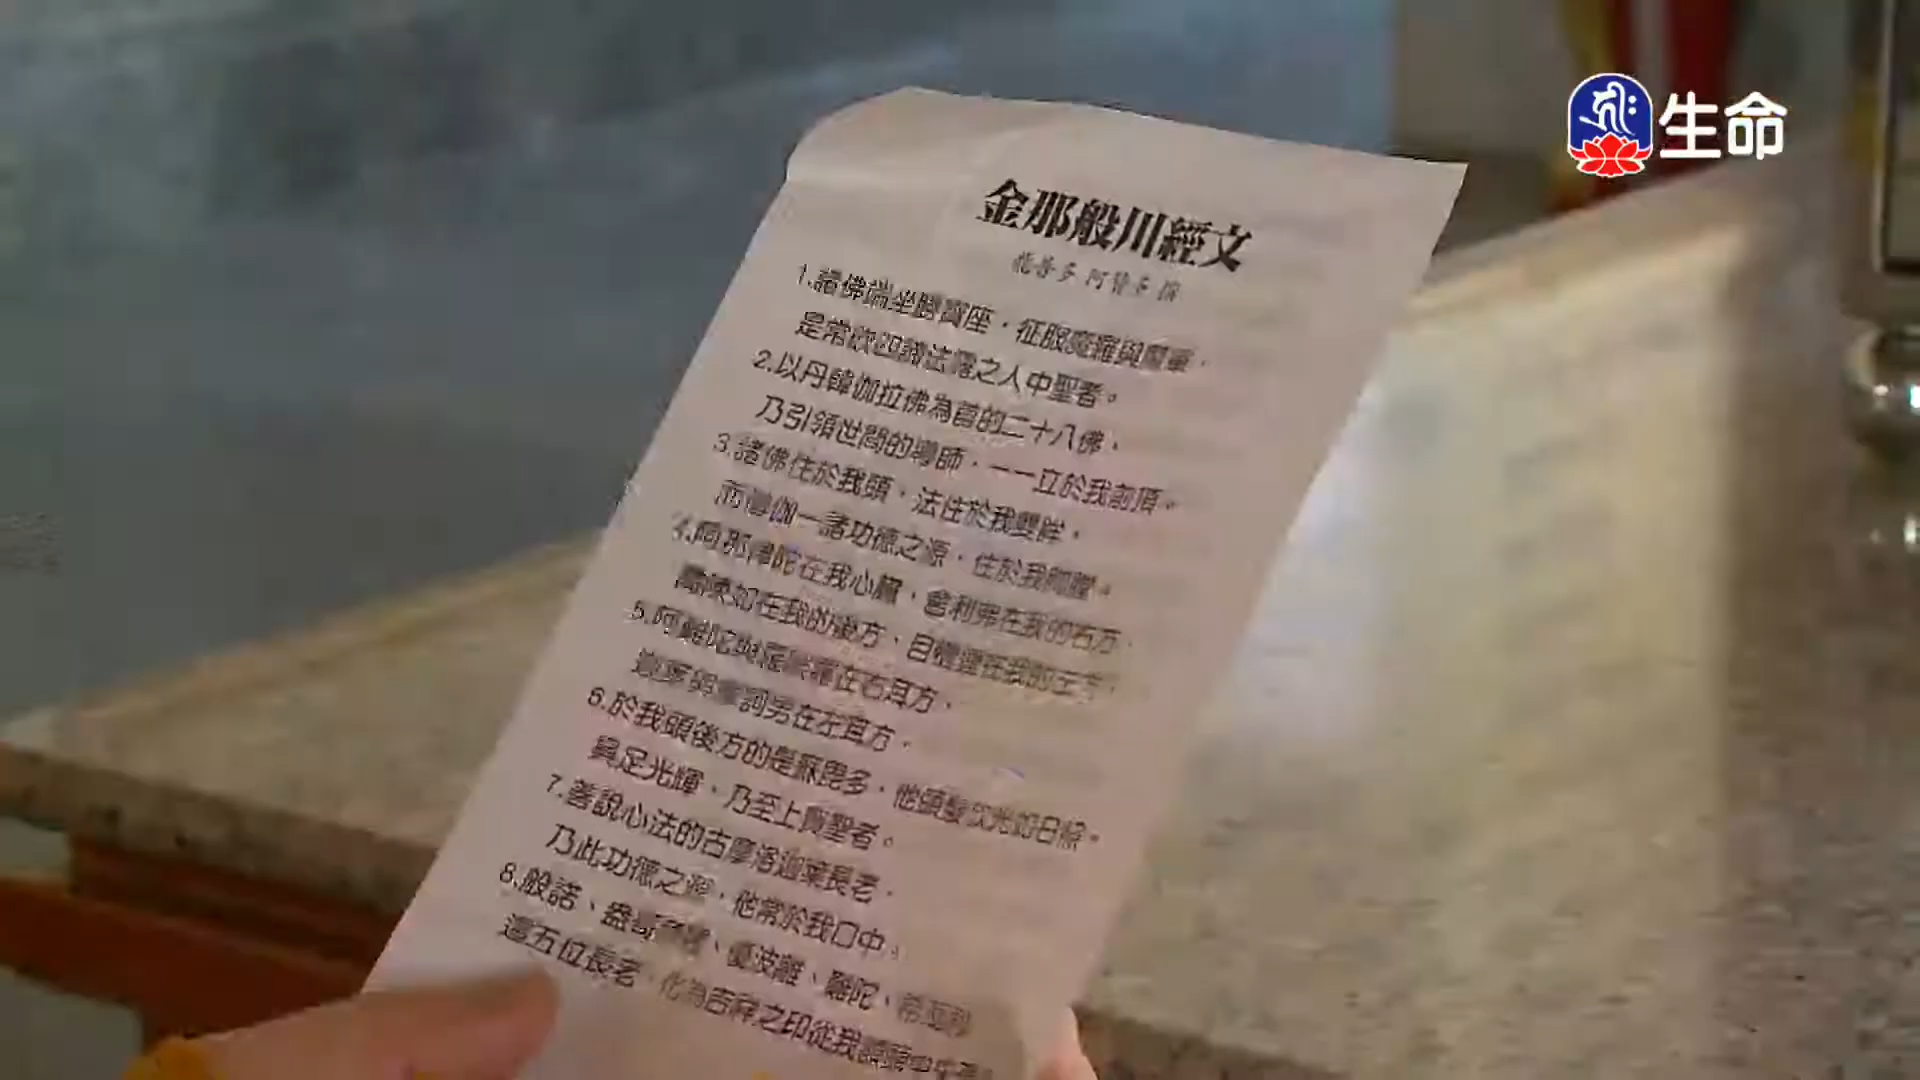 生命
金那般川經文
1.諸佛端坐勝寶座，征服魔羅與魔軍，
是常飲四諦法露之人中聖者。
2.以丹韓伽拉佛為首的二十八佛，
乃引領世間的導師，一一立於我前頂。
3.諸佛住於我頭，法住於我雙眸，
而僧伽—諸功德之源，住於我胸膛。
4.阿那律陀在我心臟，舍利弗在我的右方，
憍陳如在我的後方、目犍連在我的左方，
5.阿難陀與羅睺羅在右耳方，
迦葉與摩訶男在左耳方，
6.於我頭後方的是蘇毘多，他頭髮放光如日
具足光輝，乃至上真聖者。
7.善說心法的古摩洛迦葉長老，
乃此功德之源，他常於我口中。
8.般諾、優波離、難陀、
這五位長老，化為吉祥之印從我額頭中